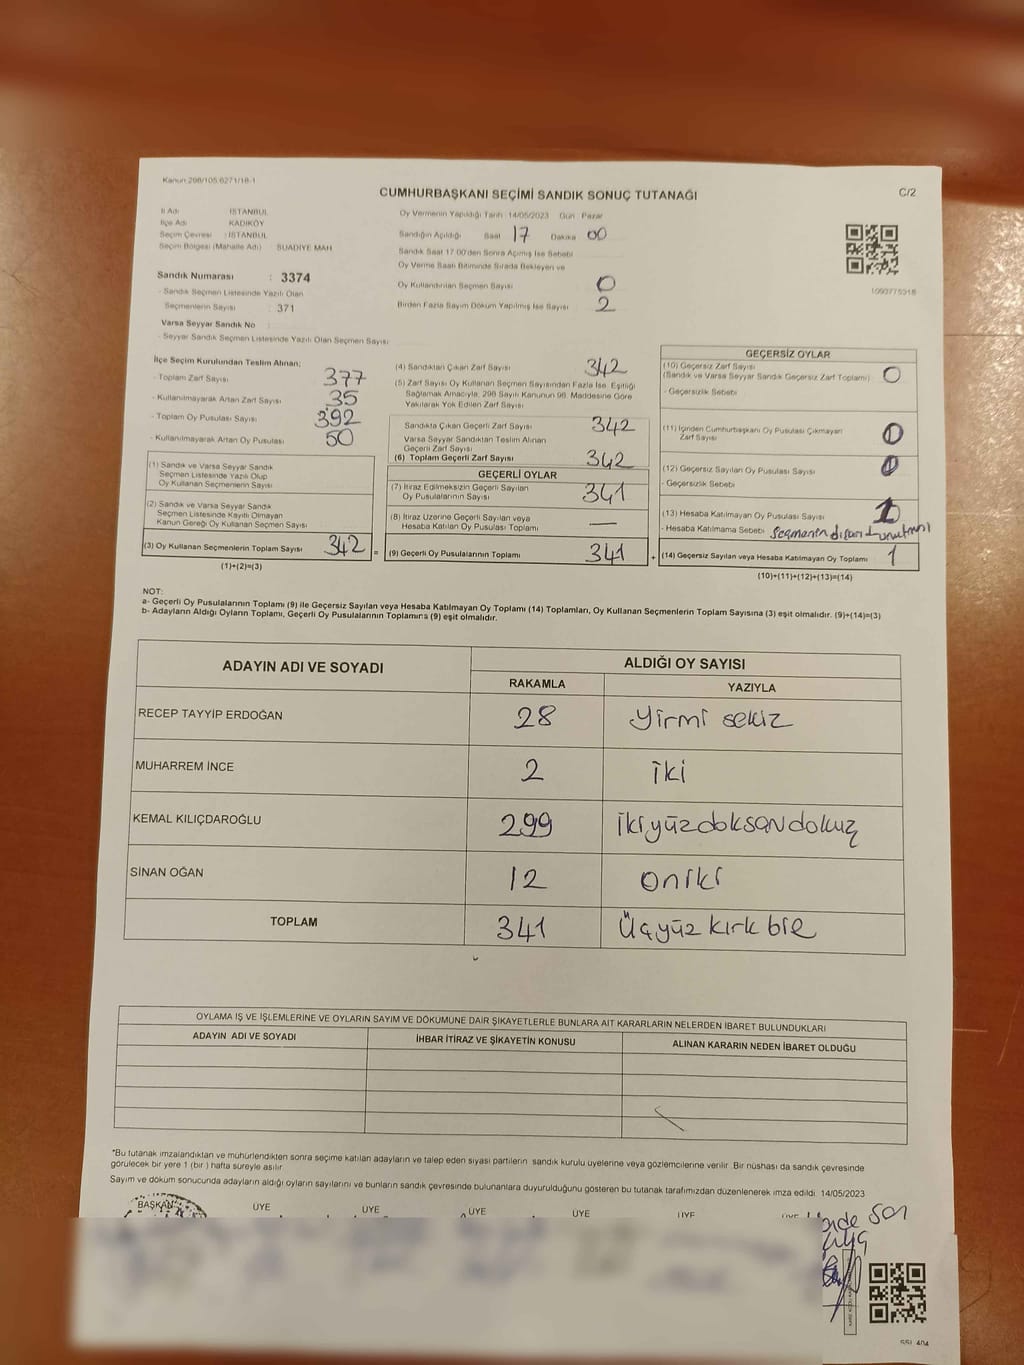 Kanun 298/105,6271/18-1
CUMHURBAŞKANI SEÇİMİ SANDIK SONUÇ TUTANAĞI
C/2
İl Adı İSTANBUL
İlçe Adı KADIKÖY
Seçim Çevresi : İSTANBUL
Seçim Bölgesi (Mahalle Adı) SUADİYE MAH.
Sandık Numarası : 3374
- Sandık Seçmen Listesinde Yazılı Olan
Seçmenlerin Sayısı : 371
Varsa Seyyar Sandık No
- Seyyar Sandık Seçmen Listesinde Yazılı Olan Seçmen Sayısı
Oy Vermenin Yapıldığı Tarih 14/05/2023 Gün Pazar
Sandığın Açıldığı Saat 17 Dakika 00
Sandık Saat 17.00'den Sonra Açılmış İse Sebebi
Oy Verme Saati Bitiminde Sırada Bekleyen ve
Oy Kullandırılan Seçmen Sayısı 0
Birden Fazla Sayım Döküm Yapılmış İse Sayısı 2
1093775018
İlçe Seçim Kurulundan Teslim Alınan;
- Toplam Zarf Sayısı 377
- Kullanılmayarak Artan Zarf Sayısı 35
- Toplam Oy Pusulası Sayısı 392
- Kullanılmayarak Artan Oy Pusulası 50
(1) Sandık ve Varsa Seyyar Sandık
Seçmen Listesinde Yazılı Olup
Oy Kullanan Seçmenlerin Sayısı
(2) Sandık ve Varsa Seyyar Sandık
Seçmen Listesinde Kayıtlı Olmayan
Kanun Gereği Oy Kullanan Seçmen Sayısı
(3) Oy Kullanan Seçmenlerin Toplam Sayısı 342 =
(1)+(2)=(3)
(4) Sandıktan Çıkan Zarf Sayısı 342
(5) Zarf Sayısı Oy Kullanan Seçmen Sayısından Fazla İse, Eşitliği
Sağlamak Amacıyla, 298 Sayılı Kanunun 98. Maddesine Göre
Yakılarak Yok Edilen Zarf Sayısı
Sandıkta Çıkan Geçerli Zarf Sayısı 342
Varsa Seyyar Sandıktan Teslim Alınan
Geçerli Zarf Sayısı
(6) Toplam Geçerli Zarf Sayısı 342
GEÇERLİ OYLAR
(7) İtiraz Edilmeksizin Geçerli Sayılan
Oy Pusulalarının Sayısı 341
(8) İtiraz Üzerine Geçerli Sayılan veya
Hesaba Katılan Oy Pusulası Toplamı —
(9) Geçerli Oy Pusulalarının Toplamı 341 +
GEÇERSİZ OYLAR
(10) Geçersiz Zarf Sayısı
(Sandık ve Varsa Seyyar Sandık Geçersiz Zarf Toplamı) 0
- Geçersizlik Sebebi
(11) İçinden Cumhurbaşkanı Oy Pusulası Çıkmayan
Zarf Sayısı 0
(12) Geçersiz Sayılan Oy Pusulası Sayısı 0
- Geçersizlik Sebebi
(13) Hesaba Katılmayan Oy Pusulası Sayısı 1
- Hesaba Katılmama Sebebi Seçmenin dışarı unutması
(14) Geçersiz Sayılan veya Hesaba Katılmayan Oy Toplamı 1
(10)+(11)+(12)+(13)=(14)
NOT:
a- Geçerli Oy Pusulalarının Toplamı (9) ile Geçersiz Sayılan veya Hesaba Katılmayan Oy Toplamı (14) Toplamları, Oy Kullanan Seçmenlerin Toplam Sayısına (3) eşit olmalıdır. (9)+(14)=(3)
b- Adayların Aldığı Oyların Toplamı, Geçerli Oy Pusulalarının Toplamına (9) eşit olmalıdır.
ADAYIN ADI VE SOYADI ALDIĞI OY SAYISI
RAKAMLA YAZIYLA
RECEP TAYYİP ERDOĞAN 28 Yirmi sekiz
MUHARREM İNCE 2 iki
KEMAL KILIÇDAROĞLU 299 ikiyüzdoksandokuz
SİNAN OĞAN 12 oniki
TOPLAM 341 Üçyüz kırk bir
OYLAMA İŞ VE İŞLEMLERİNE VE OYLARIN SAYIM VE DÖKÜMÜNE DAİR ŞİKAYETLERLE BUNLARA AİT KARARLARIN NELERDEN İBARET BULUNDUKLARI
ADAYIN ADI VE SOYADI İHBAR İTİRAZ VE ŞİKAYETİN KONUSU ALINAN KARARIN NEDEN İBARET OLDUĞU
*Bu tutanak imzalandıktan ve mühürlendikten sonra seçime katılan adayların ve talep eden siyasi partilerin sandık kurulu üyelerine veya gözlemcilerine verilir. Bir nüshası da sandık çevresinde
görülecek bir yere 1 (bir) hafta süreyle asılır.
Sayım ve döküm sonucunda adayların aldığı oyların sayılarını ve bunların sandık çevresinde bulunanlara duyurulduğunu gösteren bu tutanak tarafımızdan düzenlenerek imza edildi. 14/05/2023
BAŞKAN ÜYE ÜYE ÜYE ÜYE ÜYE